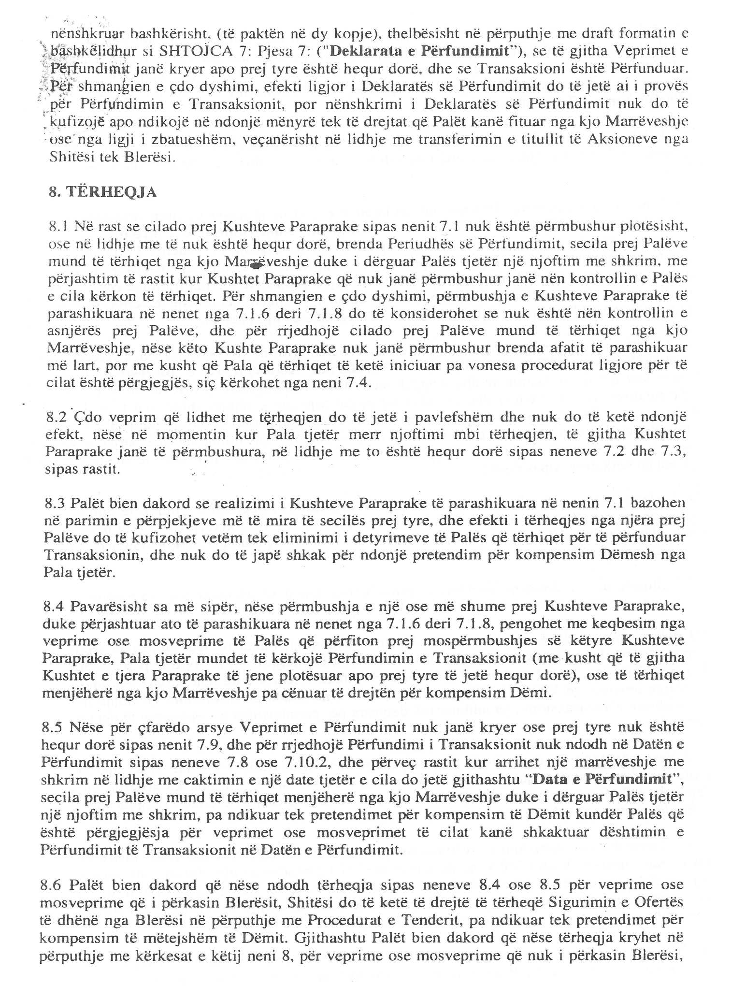 nënshkruar bashkërisht, (të paktën në dy kopje), thelbësisht në përputhje me draft formatin e
bashkëlidhur si SHTOJCA 7: Pjesa 7: ("Deklarata e Përfundimit”), se të gjitha Veprimet e
Përfundimit janë kryer apo prej tyre është hequr dorë, dhe se Transaksioni është Përfunduar.
Për shmangien e çdo dyshimi, efekti ligjor i Deklaratës së Përfundimit do të jetë ai i provës
për Përfundimin e Transaksionit, por nënshkrimi i Deklaratës së Përfundimit nuk do të
kufizojë apo ndikojë në ndonjë mënyrë tek të drejtat që Palët kanë fituar nga kjo Marrëveshje
ose nga ligji i zbatueshëm, veçanërisht në lidhje me transferimin e titullit të Aksioneve nga
Shitësi tek Blerësi.
8. TËRHEQJA
8.1 Në rast se cilado prej Kushteve Paraprake sipas nenit 7.1 nuk është përmbushur plotësisht,
ose në lidhje me të nuk është hequr dorë, brenda Periudhës së Përfundimit, secila prej Palëve
mund të tërhiqet nga kjo Marrëveshje duke i dërguar Palës tjetër një njoftim me shkrim, me
përjashtim të rastit kur Kushtet Paraprake që nuk janë përmbushur janë nën kontrollin e Palës
e cila kërkon të tërhiqet. Për shmangien e çdo dyshimi, përmbushja e Kushteve Paraprake të
parashikuara në nenet nga 7.1.6 deri 7.1.8 do të konsiderohet se nuk është nën kontrollin e
asnjërës prej Palëve, dhe për rrjedhojë cilado prej Palëve mund të tërhiqet nga kjo
Marrëveshje, nëse këto Kushte Paraprake nuk janë përmbushur brenda afatit të parashikuar
më lart, por me kusht që Pala që tërhiqet të ketë iniciuar pa vonesa procedurat ligjore për të
cilat është përgjegjës, siç kërkohet nga neni 7.4.
8.2 Çdo veprim që lidhet me tërheqjen do të jetë i pavlefshëm dhe nuk do të ketë ndonjë
efekt, nëse në momentin kur Pala tjetër merr njoftimi mbi tërheqjen, të gjitha Kushtet
Paraprake janë të përmbushura, në lidhje me to është hequr dorë sipas neneve 7.2 dhe 7.3,
sipas rastit.
8.3 Palët bien dakord se realizimi i Kushteve Paraprake të parashikuara në nenin 7.1 bazohen
në parimin e përpjekjeve më të mira të secilës prej tyre, dhe efekti i tërheqjes nga njëra prej
Palëve do të kufizohet vetëm tek eliminimi i detyrimeve të Palës që tërhiqet për të përfunduar
Transaksionin, dhe nuk do të japë shkak për ndonjë pretendim për kompensim Dëmesh nga
Pala tjetër.
8.4 Pavarësisht sa më sipër, nëse përmbushja e një ose më shume prej Kushteve Paraprake,
duke përjashtuar ato të parashikuara në nenet nga 7.1.6 deri 7.1.8, pengohet me keqbesim nga
veprime ose mosveprime të Palës që përfiton prej mospërmbushjes së këtyre Kushteve
Paraprake, Pala tjetër mundet të kërkojë Përfundimin e Transaksionit (me kusht që të gjitha
Kushtet e tjera Paraprake të jene plotësuar apo prej tyre të jetë hequr dorë), ose të tërhiqet
menjëherë nga kjo Marrëveshje pa cënuar të drejtën për kompensim Dëmi.
8.5 Nëse për çfarëdo arsye Veprimet e Përfundimit nuk janë kryer ose prej tyre nuk është
hequr dorë sipas nenit 7.9, dhe për rrjedhojë Përfundimi i Transaksionit nuk ndodh në Datën e
Përfundimit sipas neneve 7.8 ose 7.10.2, dhe përveç rastit kur arrihet një marrëveshje me
shkrim në lidhje me caktimin e një date tjetër e cila do jetë gjithashtu “Data e Përfundimit”,
secila prej Palëve mund të tërhiqet menjëherë nga kjo Marrëveshje duke i dërguar Palës tjetër
një njoftim me shkrim, pa ndikuar tek pretendimet për kompensim të Dëmit kundër Palës që
është përgjegjësja për veprimet ose mosveprimet të cilat kanë shkaktuar dështimin e
Përfundimit të Transaksionit në Datën e Përfundimit.
8.6 Palët bien dakord që nëse ndodh tërheqja sipas neneve 8.4 ose 8.5 për veprime ose
mosveprime që i përkasin Blerësit, Shitësi do të ketë të drejtë të tërheqë Sigurimin e Ofertës
të dhënë nga Blerësi në përputhje me Procedurat e Tenderit, pa ndikuar tek pretendimet për
kompensim të mëtejshëm të Dëmit. Gjithashtu Palët bien dakord që nëse tërheqja kryhet në
përputhje me kërkesat e këtij neni 8, për veprime ose mosveprime që nuk i përkasin Blerësi,